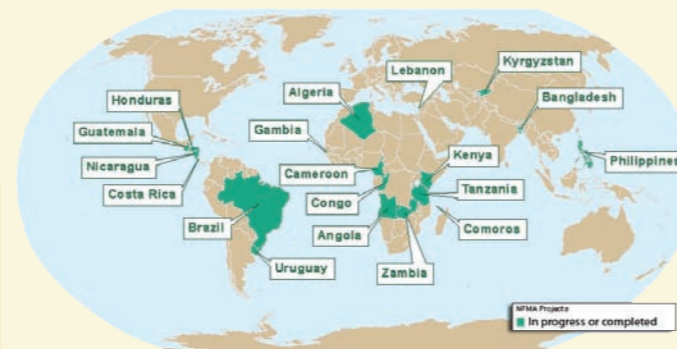 Lebanon
Kyrgyzstan
Honduras
Algeria
Bangladesh
Guatemala
Gambia
Kenya
Nicaragua
Cameroon
Philippines
Costa Rica
Congo
Tanzania
Brazil
Angola
Comoros
Uruguay
Zambia
NFMA Projects
In progress or completed